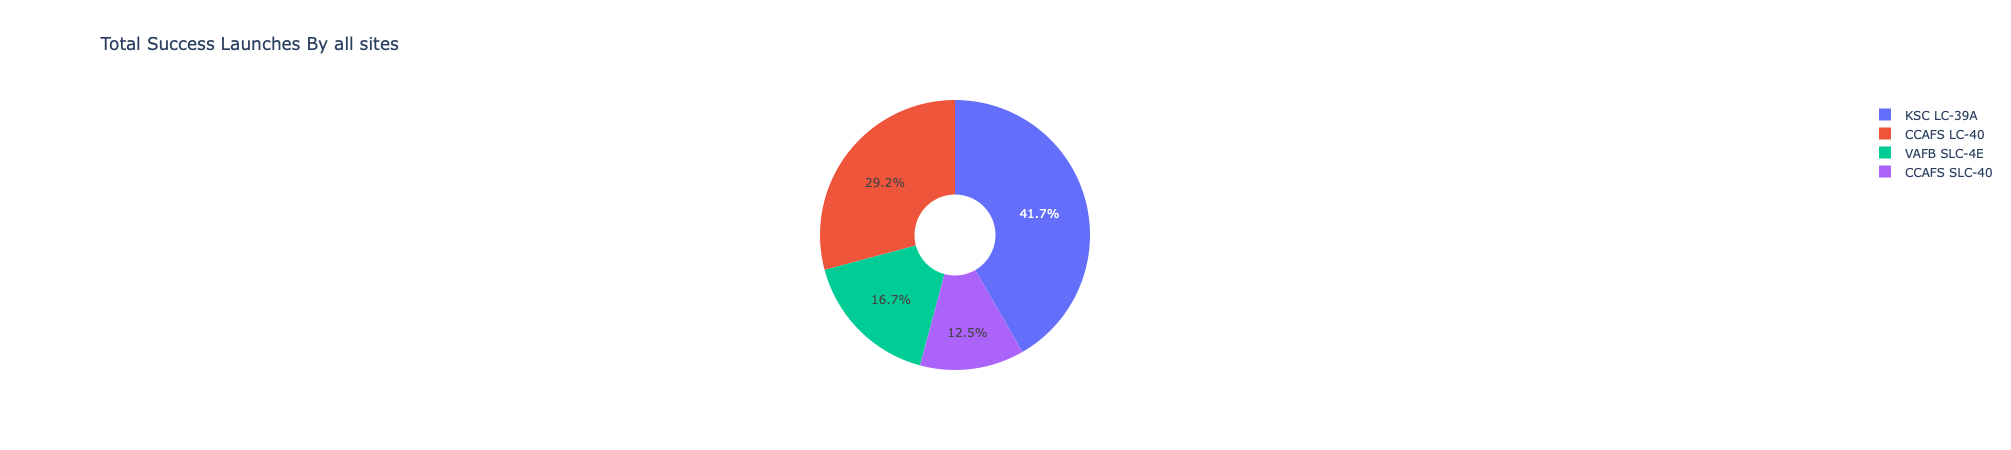 Total Success Launches By all sites
KSC LC-39A
CCAFS LC-40
VAFB SLC-4E
CCAFS SLC-40
29.2%
41.7%
16.7%
12.5%